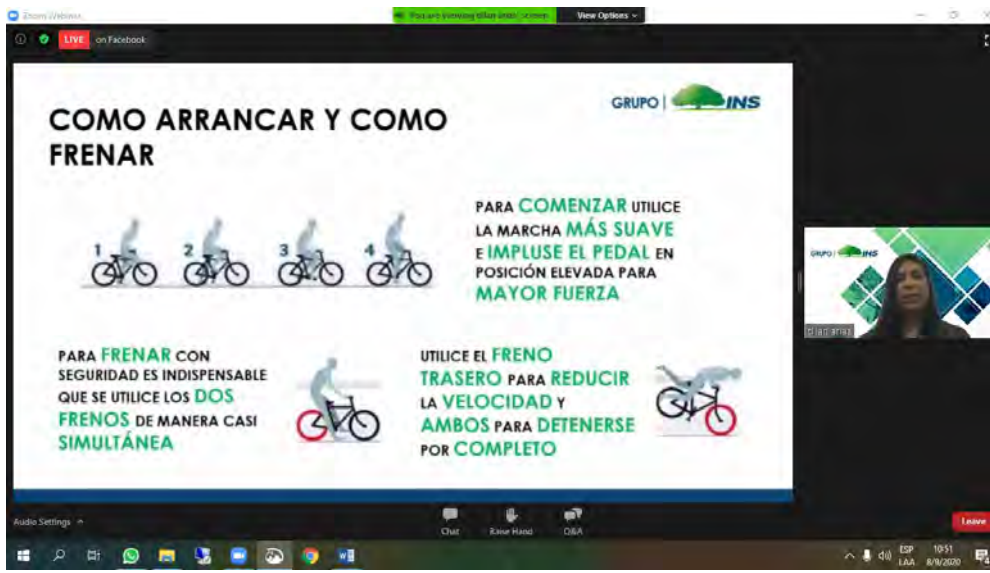 Zoom Webinar
View Options
LIVE on Facebook
GRUPO | INS
COMO ARRANCAR Y COMO
FRENAR
1 2 3 4
PARA COMENZAR UTILICE
LA MARCHA MÁS SUAVE
E IMPLUSE EL PEDAL EN
POSICIÓN ELEVADA PARA
MAYOR FUERZA
PARA FRENAR CON
SEGURIDAD ES INDISPENSABLE
QUE SE UTILICE LOS DOS
FRENOS DE MANERA CASI
SIMULTÁNEA
UTILICE EL FRENO
TRASERO PARA REDUCIR
LA VELOCIDAD Y
AMBOS PARA DETENERSE
POR COMPLETO
GRUPO INS
Audio Settings
Chat
Raise Hand
Q&A
Leave
ESP
LAA
10:51
8/9/2020